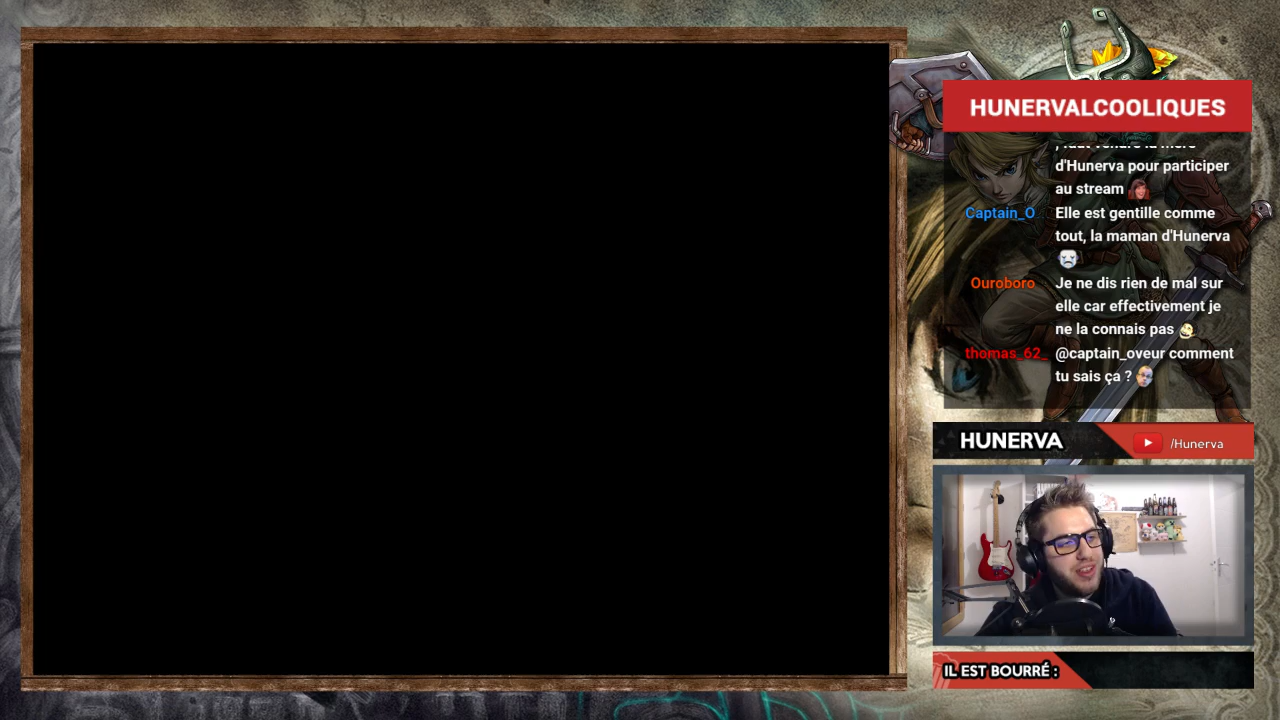 HUNERVALCOOLIQUES
d'Hunerva pour participer
au stream
Captain_O Elle est gentille comme
tout, la maman d'Hunerva
Ouroboro Je ne dis rien de mal sur
elle car effectivement je
ne la connais pas
thomas_62_ @captain_oveur comment
tu sais ça ?
HUNERVA /Hunerva
IL EST BOURRÉ :